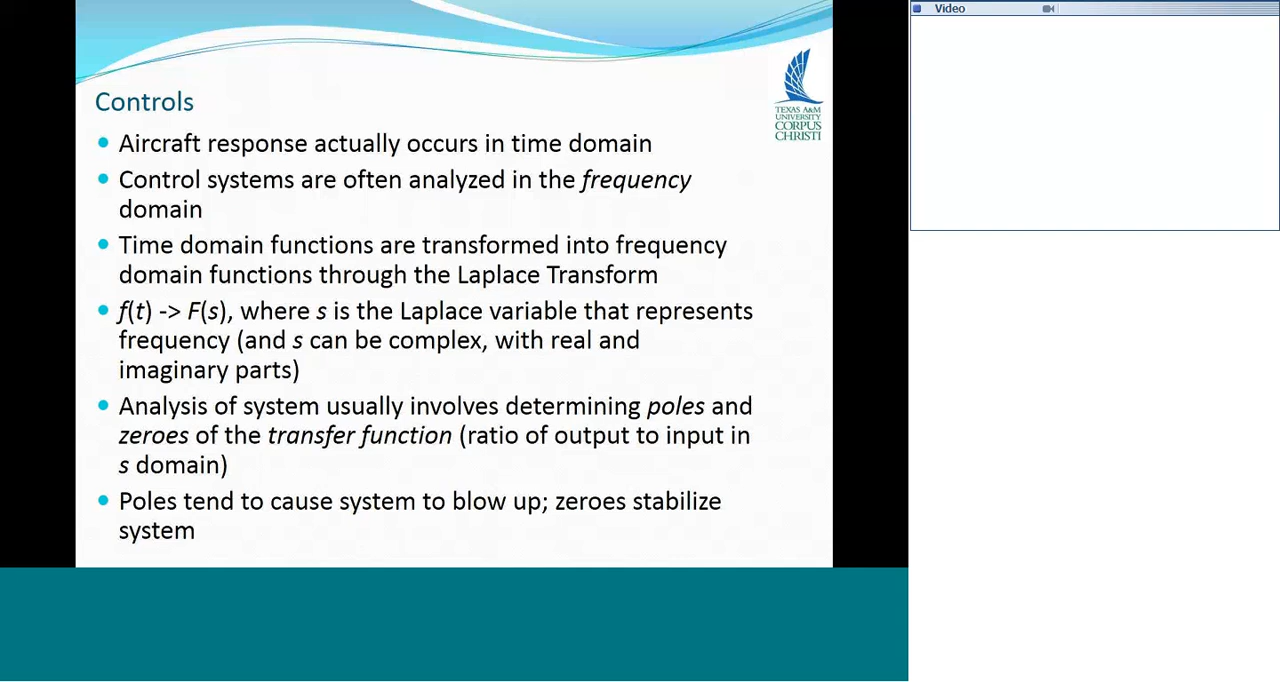 Video
TEXAS A&M
UNIVERSITY
CORPUS
CHRISTI
Controls
Aircraft response actually occurs in time domain
Control systems are often analyzed in the frequency
domain
Time domain functions are transformed into frequency
domain functions through the Laplace Transform
f(t) -> F(s), where s is the Laplace variable that represents
frequency (and s can be complex, with real and
imaginary parts)
Analysis of system usually involves determining poles and
zeroes of the transfer function (ratio of output to input in
s domain)
Poles tend to cause system to blow up; zeroes stabilize
system